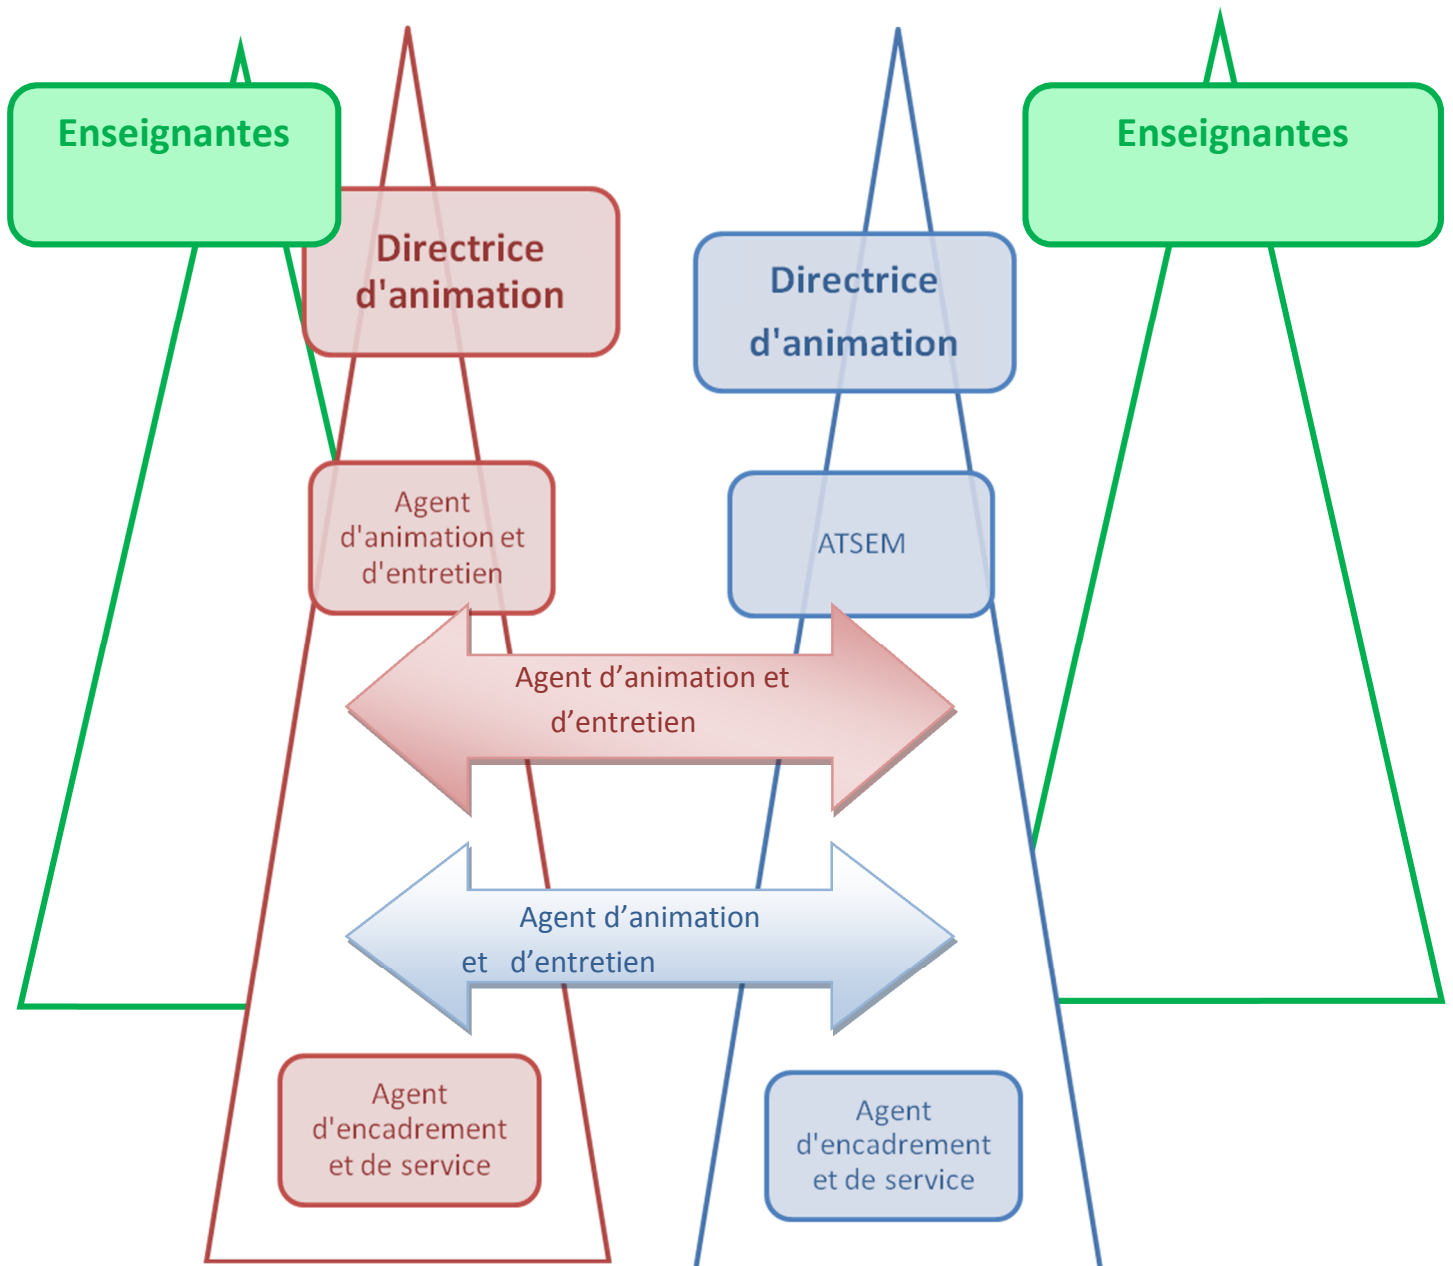 Enseignantes
Enseignantes
Directrice
d'animation
Directrice
d'animation
Agent
d'animation et
d'entretien
ATSEM
Agent d’animation et
d’entretien
Agent d’animation
et d’entretien
Agent
d'encadrement
et de service
Agent
d'encadrement
et de service